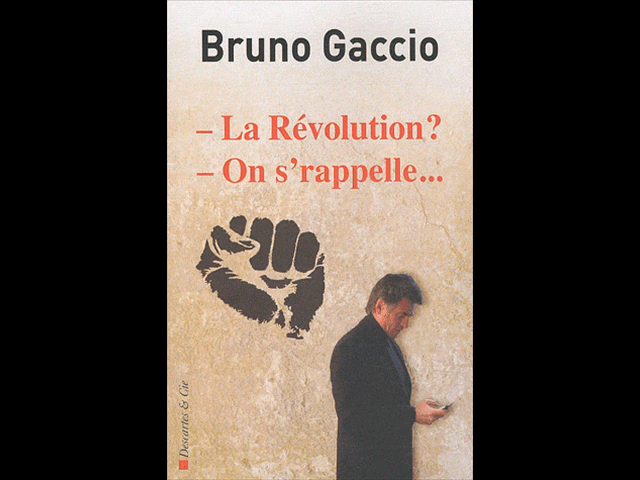 Bruno Gaccio
– La Révolution?
– On s'rappelle...
Descartes & Cie